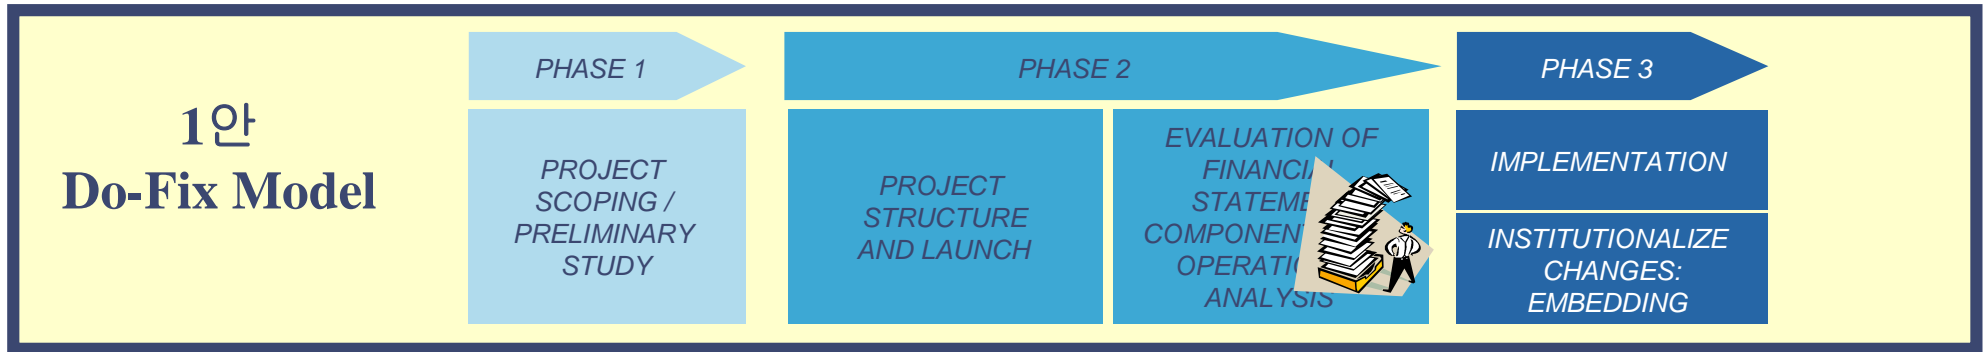 1안
Do-Fix Model
PHASE 1
PHASE 2
PHASE 3
PROJECT
SCOPING /
PRELIMINARY
STUDY
PROJECT
STRUCTURE
AND LAUNCH
EVALUATION OF
FINANCIAL
ANALYSIS
IMPLEMENTATION
INSTITUTIONALIZE
CHANGES:
EMBEDDING